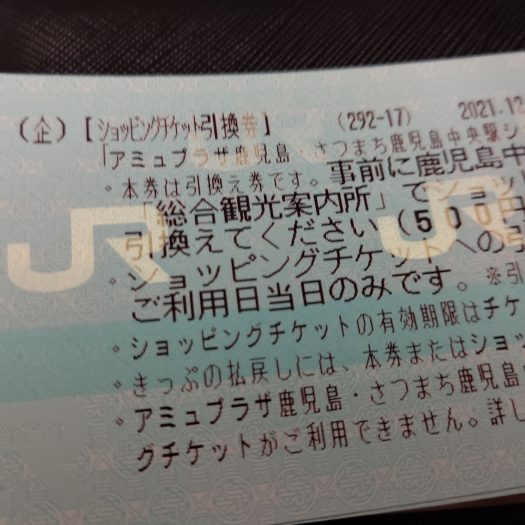 (企)【ショッピングチケット引換券】 (292-17) 2021.12
「アミュプラザ鹿児島・さつまち鹿児島中央駅シ
・本券は引換え券です。事前に鹿児島中
「総合観光案内所」でショット
引換えてください(500円
ショッピングチケットへの引
ご利用日当日のみです。※引
・ショッピングチケットの有効期限はチケ
・きっぷの払戻しには、本券またはショッ
・アミュプラザ鹿児島・さつまち鹿児島
グチケットがご利用できません。詳し
JR JR